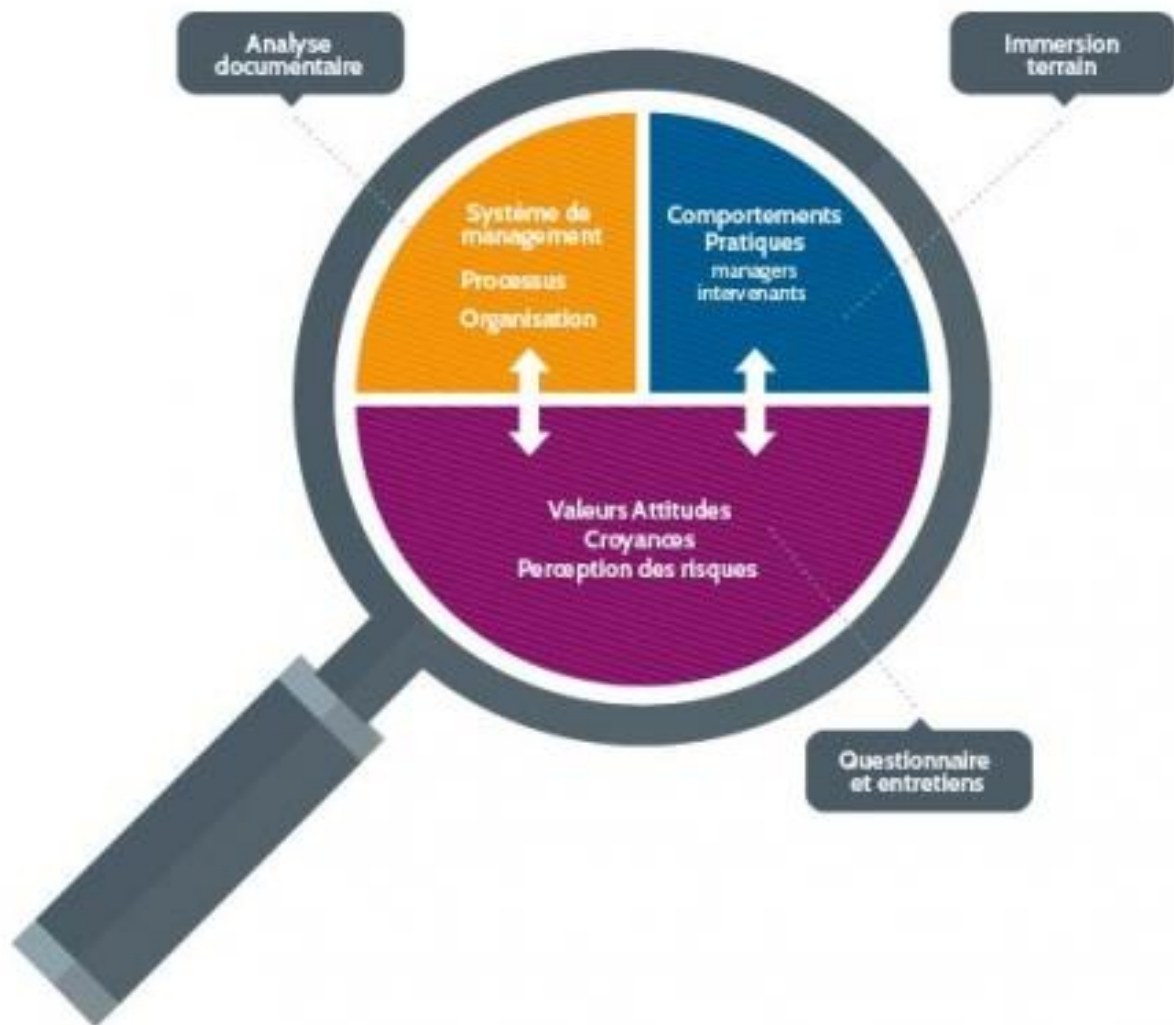 Analyse
documentaire
Immersion
terrain
Système de
management
Processus
Organisation
Comportements
Pratiques
managers
intervenants
Valeurs Attitudes
Croyances
Perception des risques
Questionnaire
et entretiens